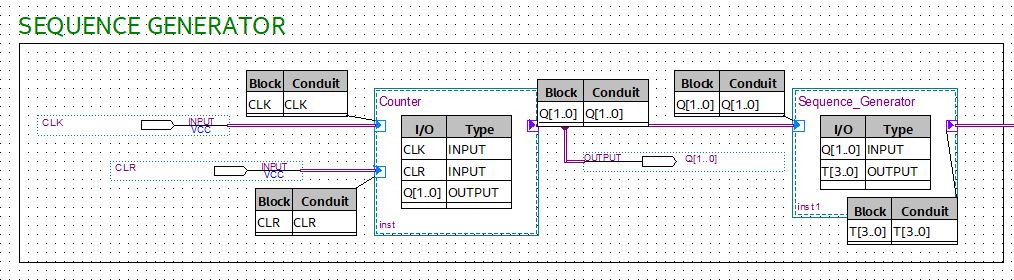 SEQUENCE GENERATOR
Block Conduit
CLK CLK
CLK
INPUT
VCC
CLR
INPUT
VCC
Block Conduit
CLR CLR
Counter
I/O Type
CLK INPUT
CLR INPUT
Q[1..0] OUTPUT
inst
Block Conduit
Q[1..0] Q[1..0]
OUTPUT
Q[1..0]
Block Conduit
Q[1..0] Q[1..0]
Sequence_Generator
I/O Type
Q[1..0] INPUT
T[3..0] OUTPUT
inst1
Block Conduit
T[3..0] T[3..0]